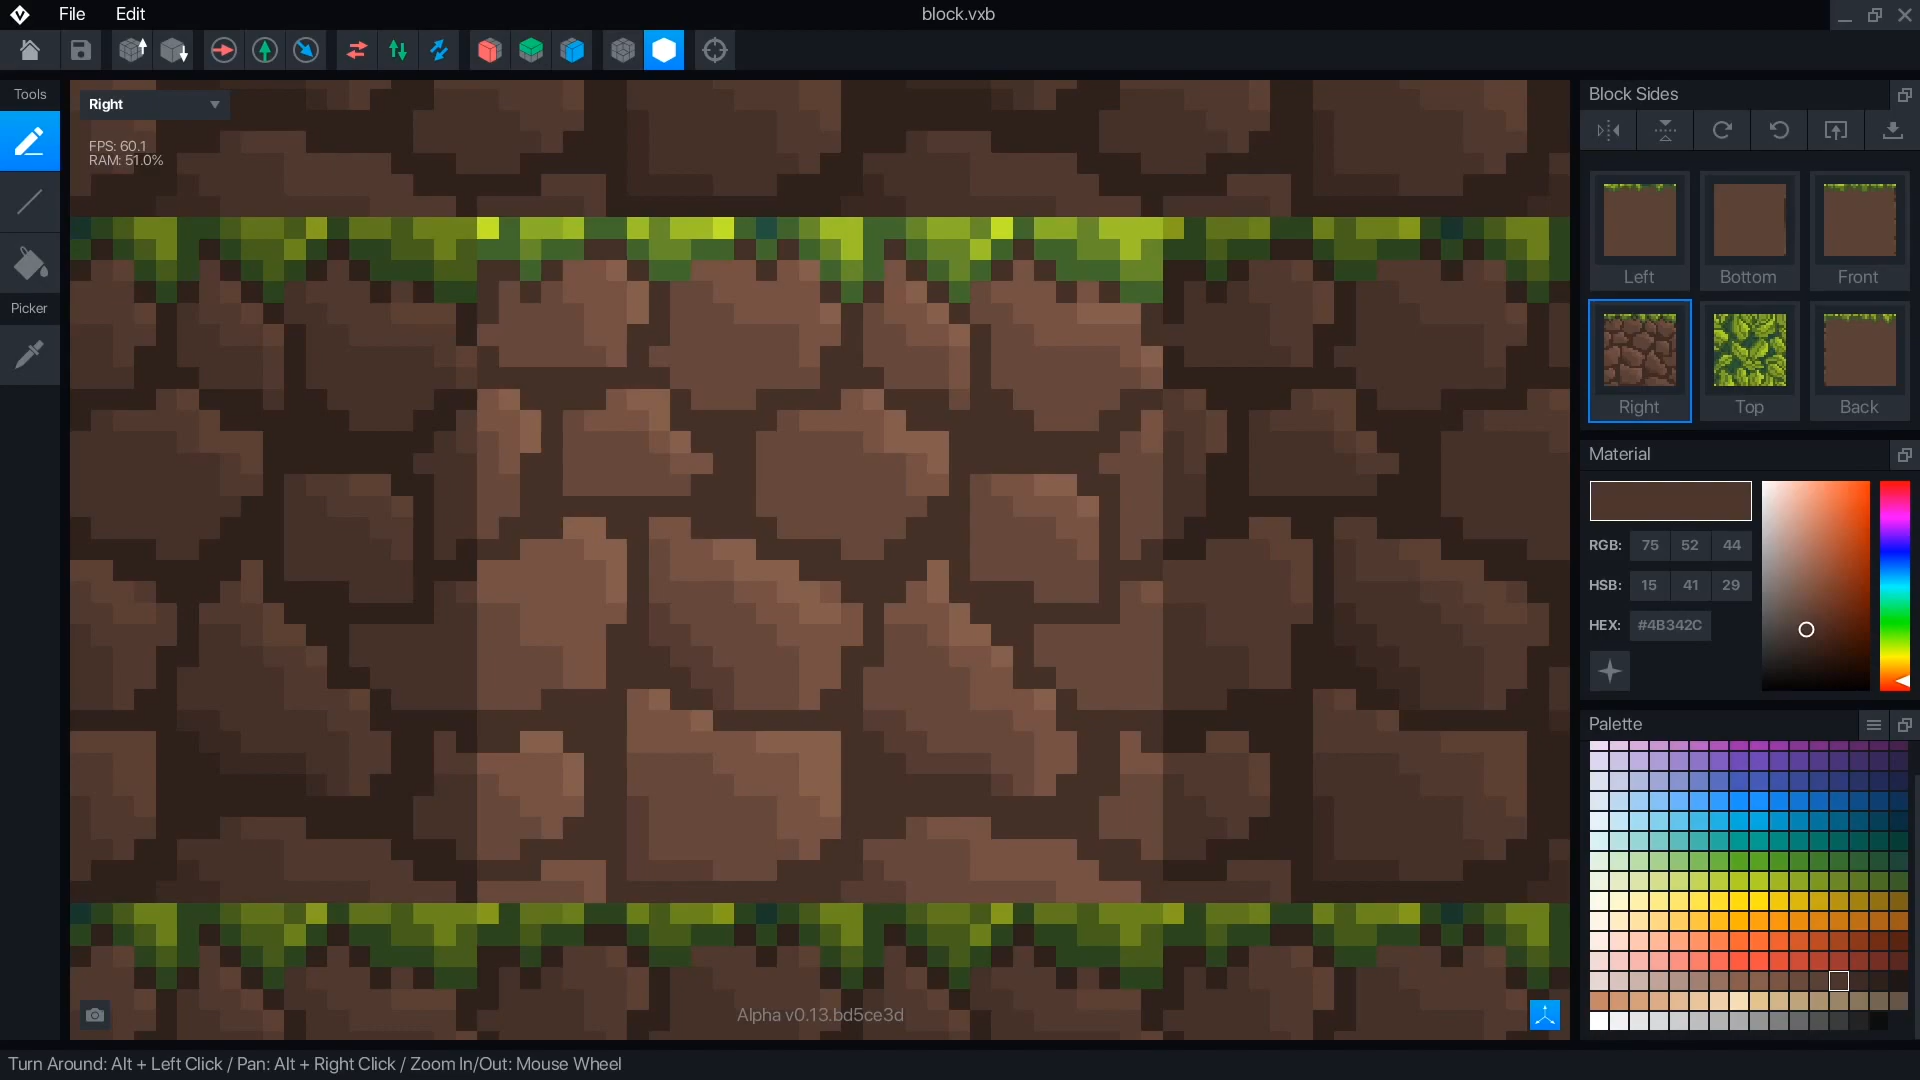 File Edit block.vxb
Tools
Right
Block Sides
FPS: 60.1
RAM: 51.0%
Left Bottom Front
Picker
Right Top Back
Material
RGB: 75 52 44
HSB: 15 41 29
HEX: #4B342C
Palette
Alpha v0.13.bd5ce3d
Turn Around: Alt + Left Click / Pan: Alt + Right Click / Zoom In/Out: Mouse Wheel